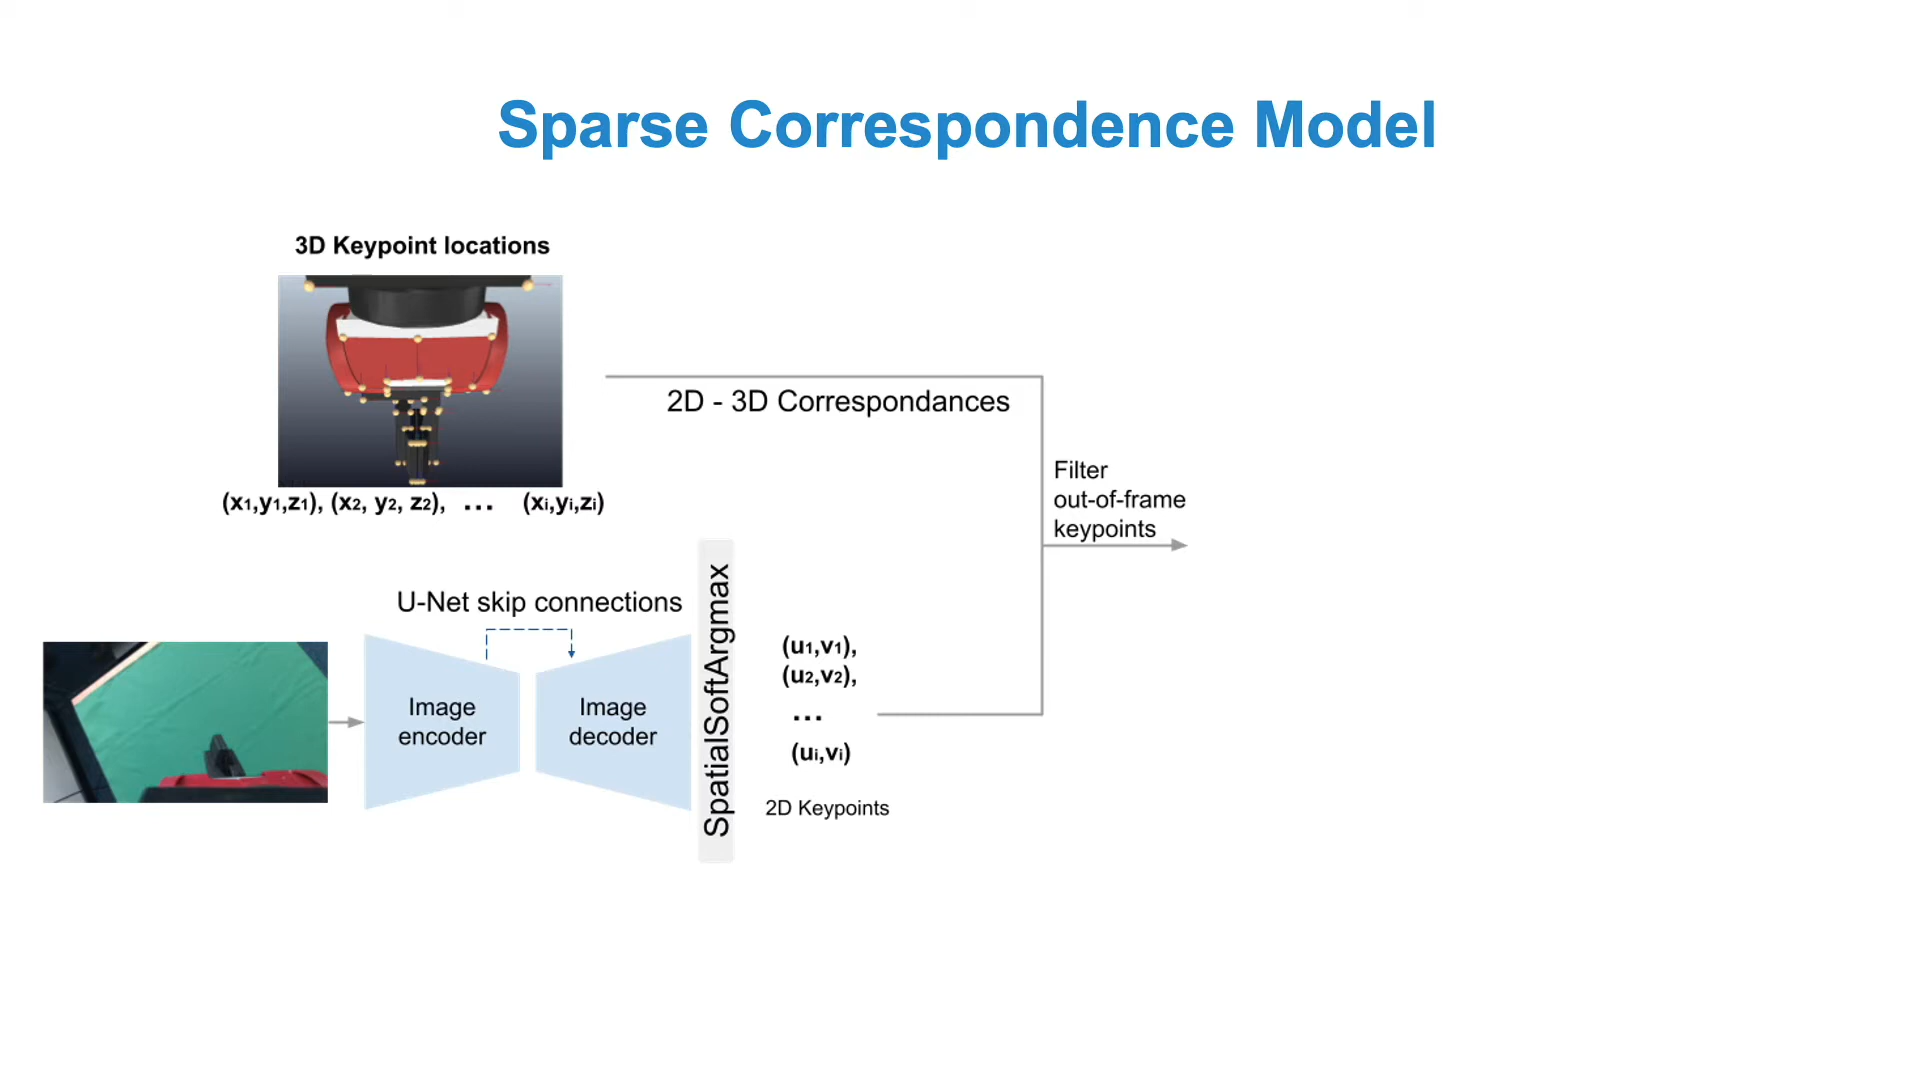 Sparse Correspondence Model
3D Keypoint locations
(x1,y1,z1), (x2, y2, z2), ... (xi,yi,zi)
2D - 3D Correspondances
Filter
out-of-frame
keypoints
U-Net skip connections
Image
encoder
Image
decoder
SpatialSoftArgmax
(u1,v1),
(u2,v2),
...
(ui,vi)
2D Keypoints